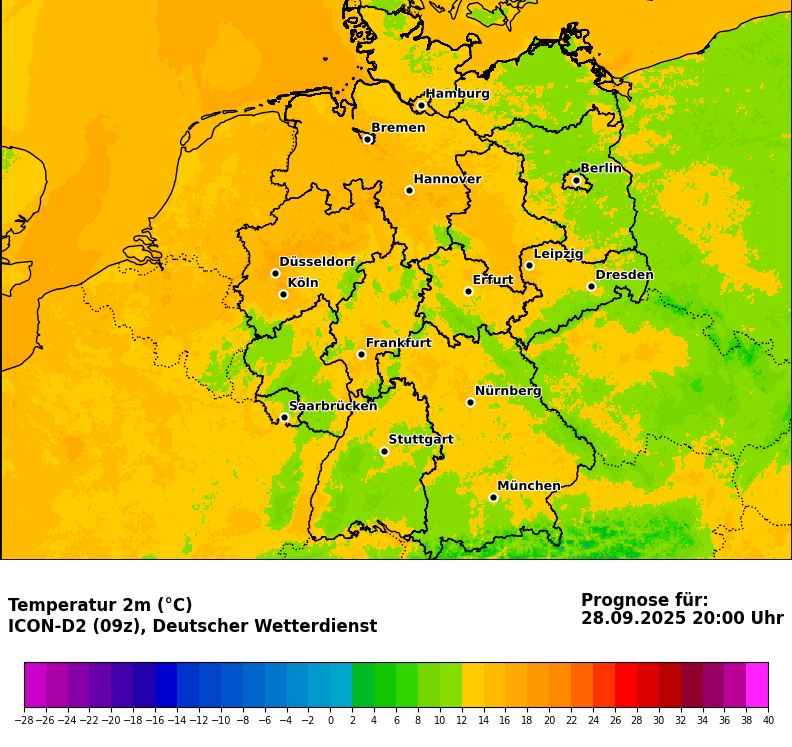 Hamburg
Bremen
Berlin
Hannover
Leipzig
Düsseldorf
Dresden
Köln
Erfurt
Frankfurt
Nürnberg
Saarbrücken
Stuttgart
München
Temperatur 2m (°C)
ICON-D2 (09z), Deutscher Wetterdienst
Prognose für:
28.09.2025 20:00 Uhr
−28 −26 −24 −22 −20 −18 −16 −14 −12 −10 −8 −6 −4 −2 0 2 4 6 8 10 12 14 16 18 20 22 24 26 28 30 32 34 36 38 40